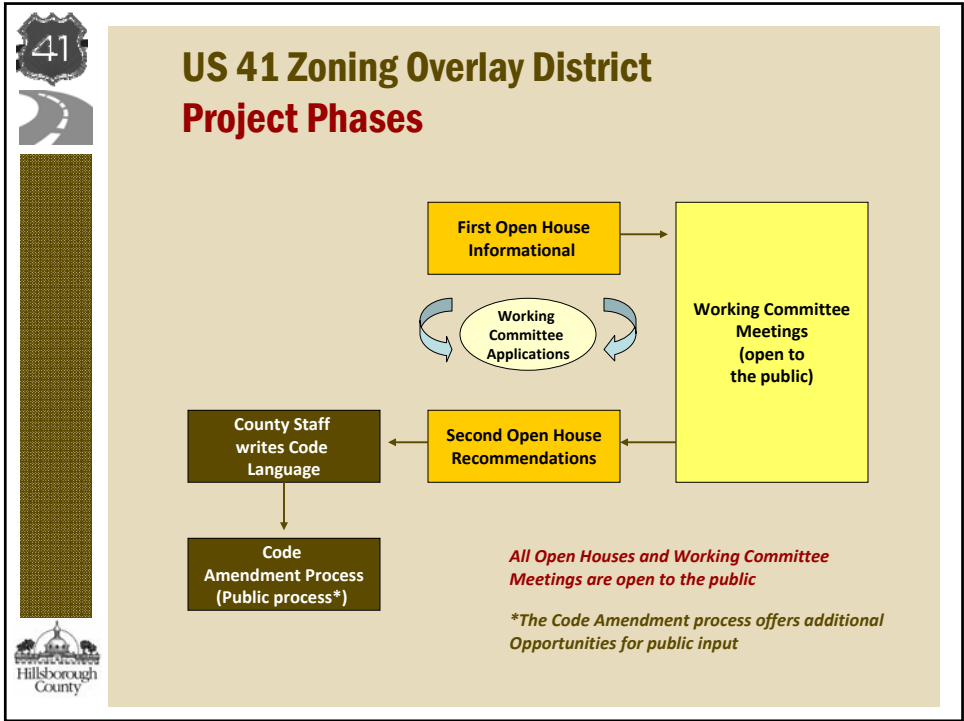 41
US 41 Zoning Overlay District
Project Phases
First Open House
Informational
Working
Committee
Applications
Working Committee
Meetings
(open to
the public)
County Staff
writes Code
Language
Second Open House
Recommendations
Code
Amendment Process
(Public process*)
All Open Houses and Working Committee
Meetings are open to the public
*The Code Amendment process offers additional
Opportunities for public input
Hillsborough
County